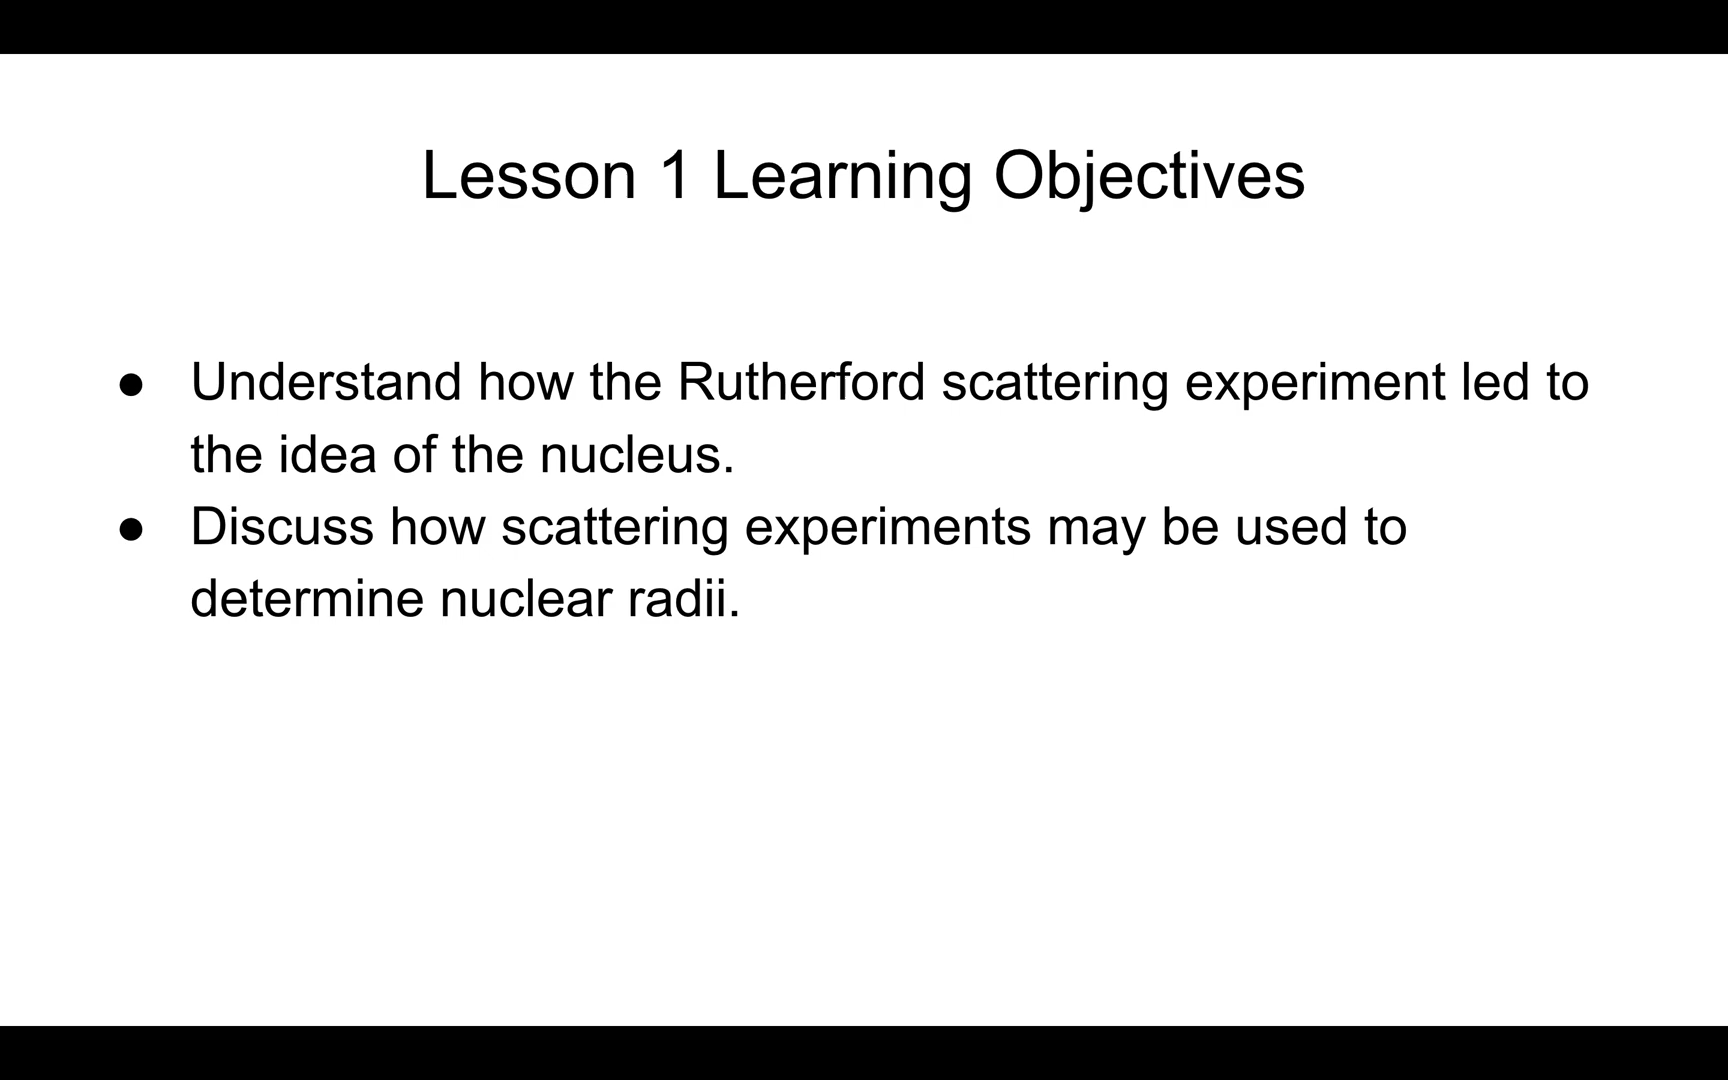 Lesson 1 Learning Objectives
● Understand how the Rutherford scattering experiment led to
the idea of the nucleus.
● Discuss how scattering experiments may be used to
determine nuclear radii.